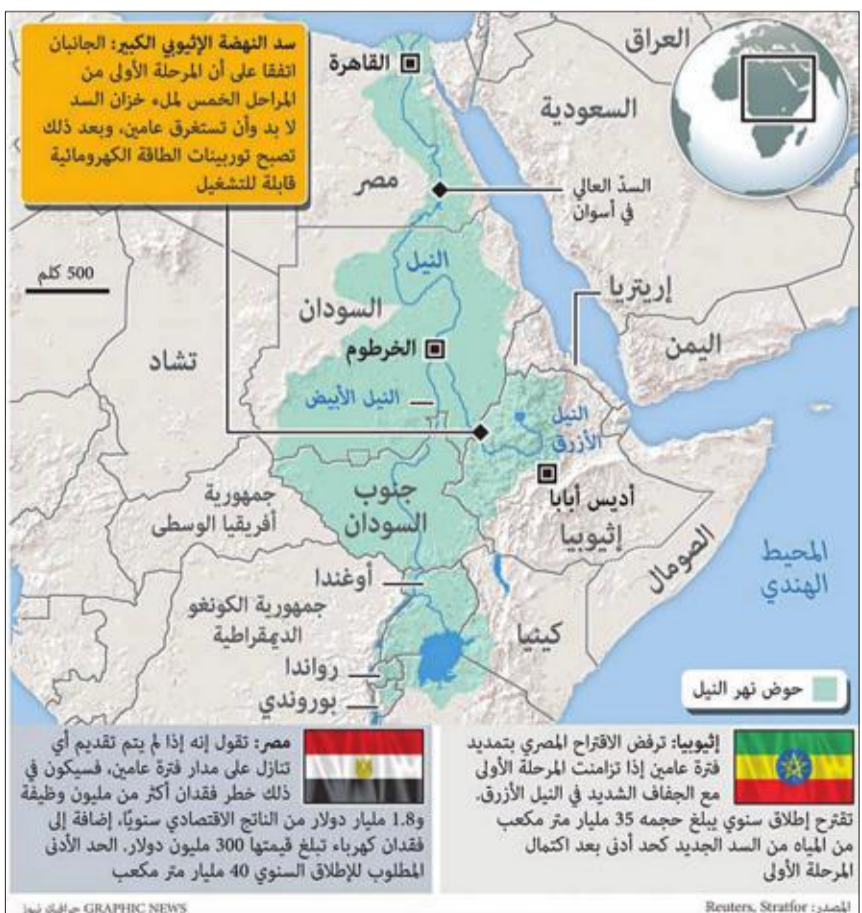 سد النهضة الإثيوبي الكبير: الجانبان
اتفقا على أن المرحلة الأولى من
المراحل الخمس لملء خزان السد
لا بد وأن تستغرق عامين، وبعد ذلك
تصبح توربينات الطاقة الكهرومائية
قابلة للتشغيل
العراق
القاهرة
السعودية
مصر
السدّ العالي
في أسوان
500 كلم
النيل
السودان
إريتريا
الخرطوم
اليمن
تشاد
النيل الأبيض
النيل
الأزرق
أديس أبابا
جنوب
السودان
جمهورية
أفريقيا الوسطى
إثيوبيا
الصومال
المحيط
الهندي
أوغندا
جمهورية الكونغو
الديمقراطية
كينيا
رواندا
بوروندي
حوض نهر النيل
إثيوبيا: ترفض الاقتراح المصري بتمديد
فترة عامين إذا تزامنت المرحلة الأولى
مع الجفاف الشديد في النيل الأزرق.
تقترح إطلاق سنوي يبلغ حجمه 35 مليار متر مكعب
من المياه من السد الجديد كحد أدنى بعد اكتمال
المرحلة الأولى
مصر: تقول إنه إذا لم يتم تقديم أي
تنازل على مدار فترة عامين، فسيكون في
ذلك خطر فقدان أكثر من مليون وظيفة
و1.8 مليار دولار من الناتج الاقتصادي سنويًا، إضافة إلى
فقدان كهرباء تبلغ قيمتها 300 مليون دولار. الحد الأدنى
المطلوب للإطلاق السنوي 40 مليار متر مكعب
المصدر: Reuters, Stratfor
GRAPHIC NEWS جرافيك نيوز